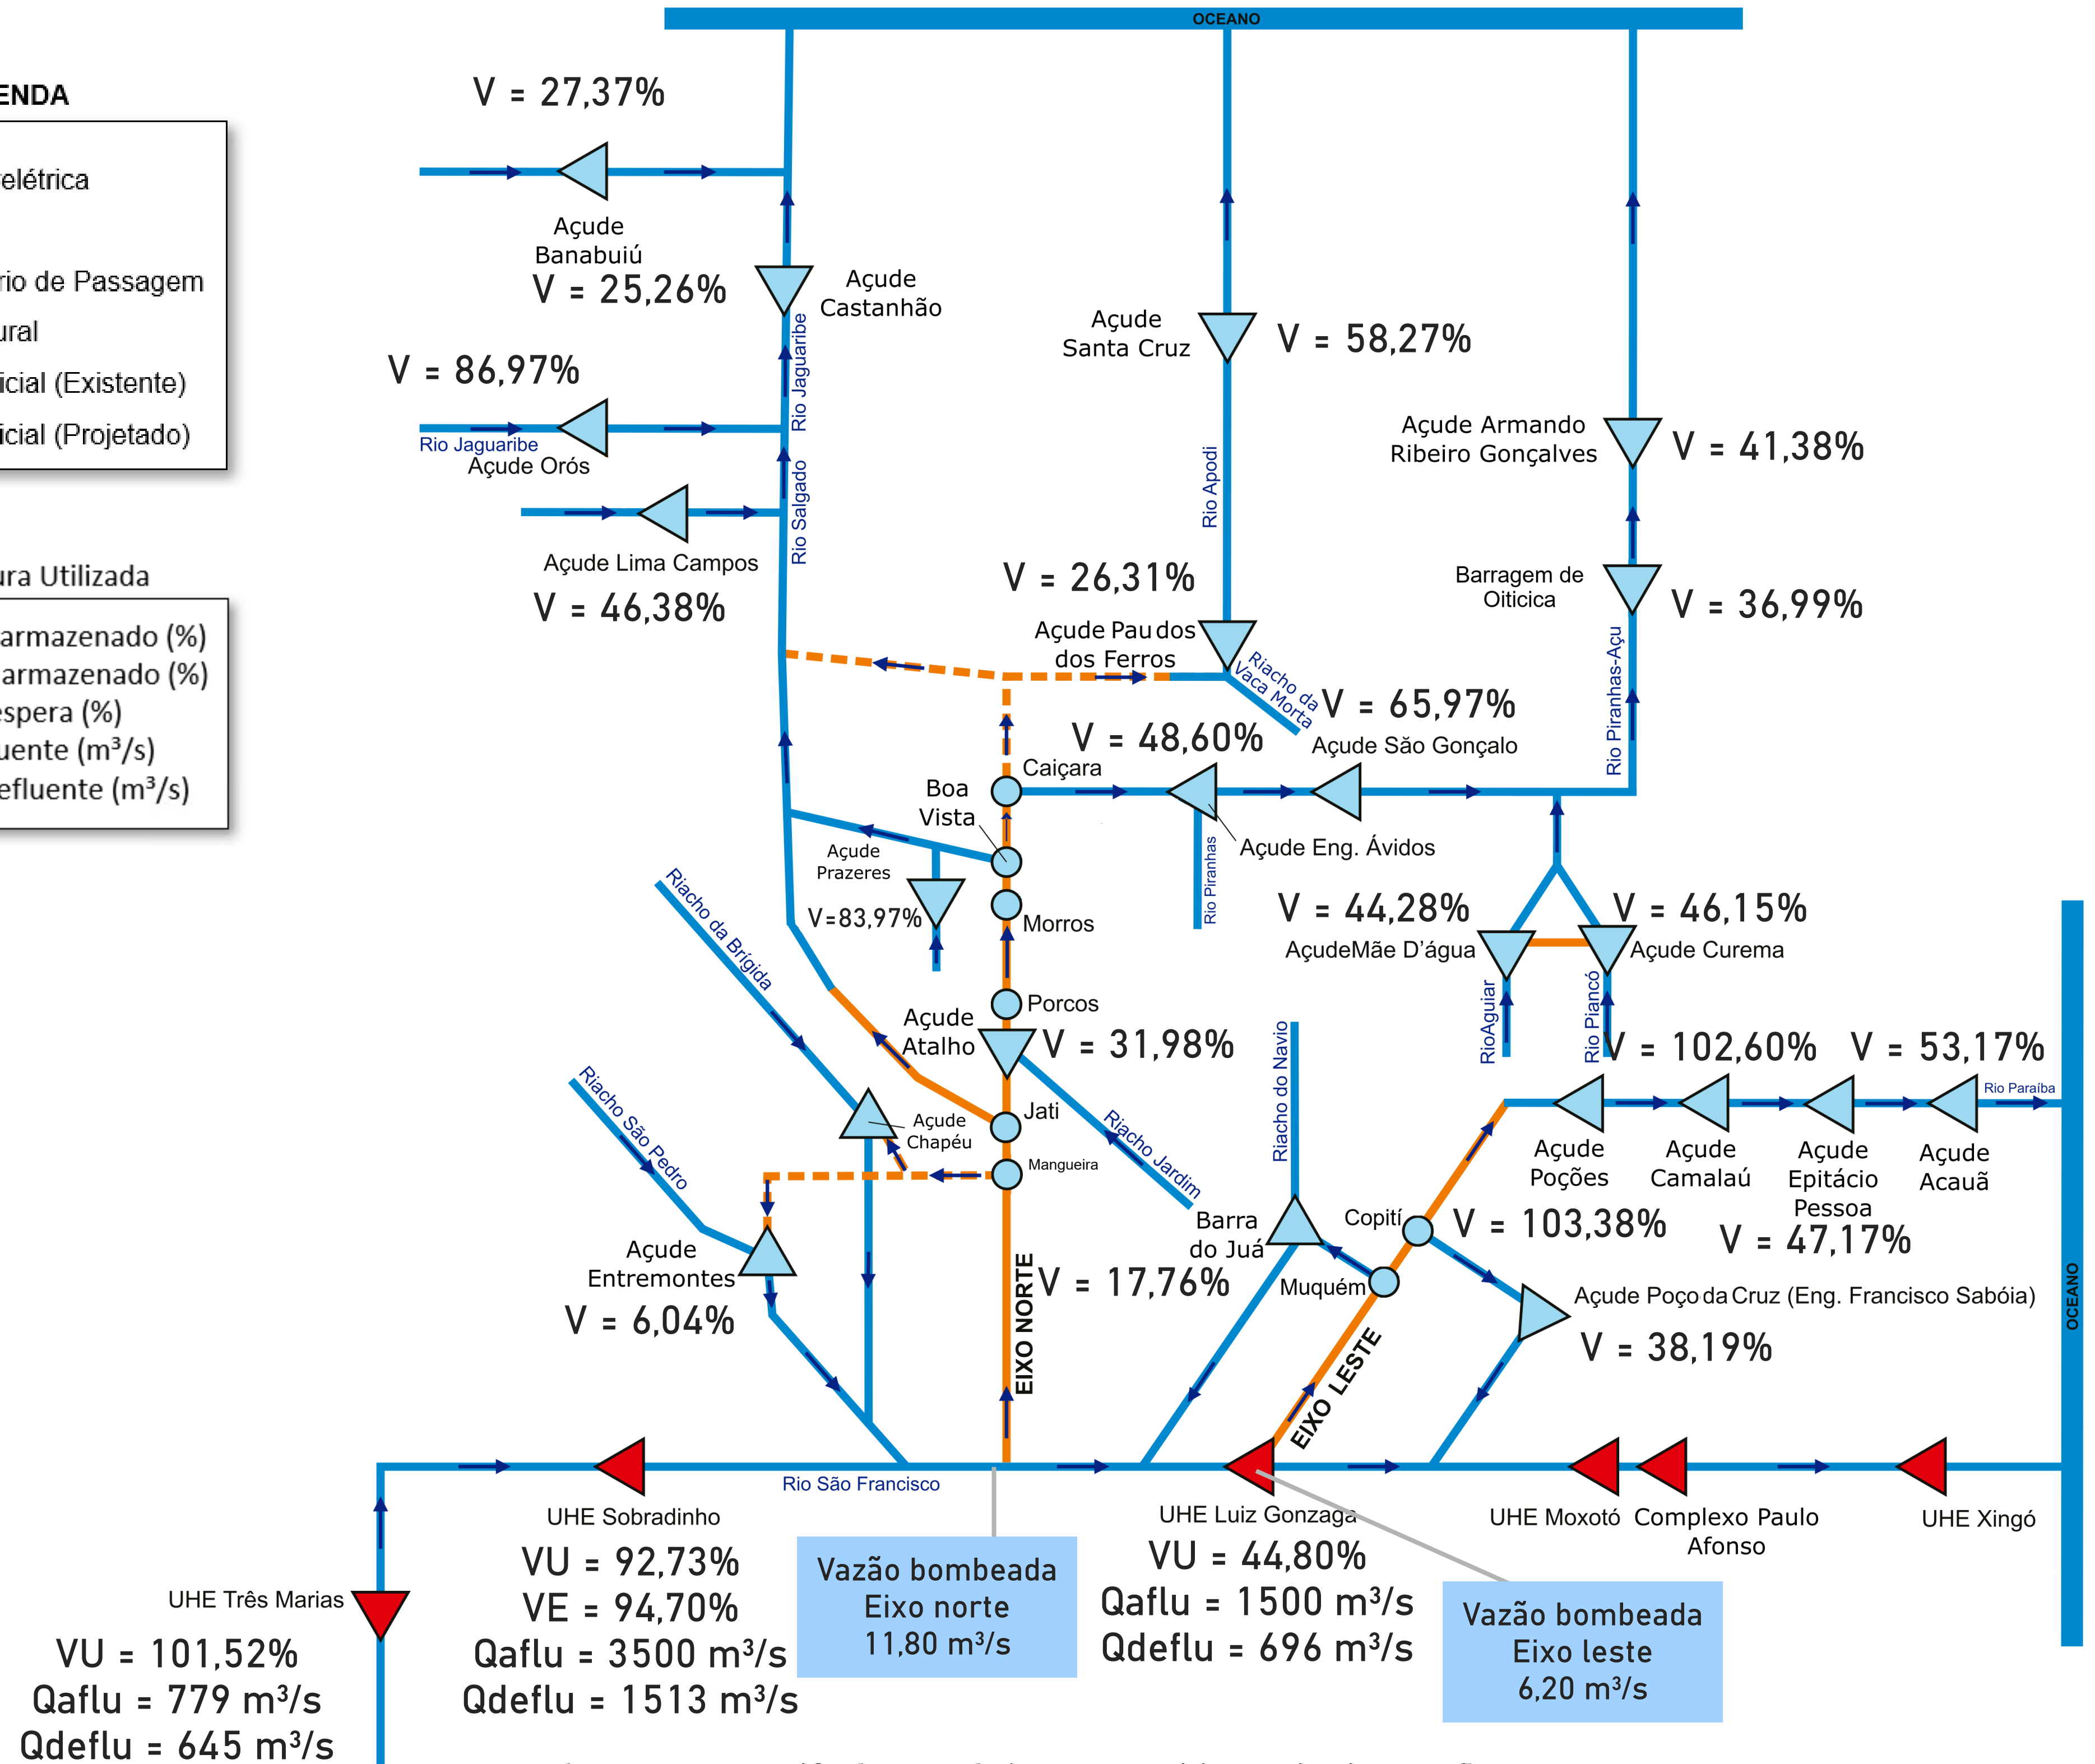 OCEANO
ENDA
elétrica
rio de Passagem
ural
icial (Existente)
icial (Projetado)
ura Utilizada
armazenado (%)
armazenado (%)
espera (%)
uente (m³/s)
efluente (m³/s)
V = 27,37%
Açude
Banabuiú
V = 25,26%
Açude
Castanhão
Rio Jaguaribe
V = 86,97%
Rio Jaguaribe
Açude Orós
Rio Salgado
Açude Lima Campos
V = 46,38%
Açude
Santa Cruz
V = 58,27%
Rio Apodi
Açude Armando
Ribeiro Gonçalves
V = 41,38%
Barragem de
Oiticica
V = 36,99%
Rio Piranhas-Açu
V = 26,31%
Açude Pau dos
dos Ferros
Riacho da
Vaca Morta
V = 65,97%
Açude São Gonçalo
V = 48,60%
Caiçara
Boa
Vista
Açude Eng. Ávidos
Rio Piranhas
Açude
Prazeres
V=83,97%
Morros
Porcos
Açude
Atalho
V = 31,98%
Riacho da Brígida
Riacho São Pedro
Açude
Chapéu
Jati
Mangueira
Riacho Jardim
Açude
Entremontes
V = 6,04%
EIXO NORTE
V = 44,28%
AçudeMãe D'água
V = 46,15%
Açude Curema
RioAguiar
Rio Piancó
V = 102,60%
V = 53,17%
Rio Paraíba
Açude
Poções
Açude
Camalaú
Açude
Epitácio
Pessoa
Açude
Acauã
V = 103,38%
V = 47,17%
Riacho do Navio
Barra
do Juá
V = 17,76%
Copití
Muquém
Açude Poço da Cruz (Eng. Francisco Sabóia)
V = 38,19%
EIXO LESTE
OCEANO
Rio São Francisco
UHE Sobradinho
VU = 92,73%
VE = 94,70%
Qaflu = 3500 m³/s
Qdeflu = 1513 m³/s
UHE Três Marias
VU = 101,52%
Qaflu = 779 m³/s
Qdeflu = 645 m³/s
Vazão bombeada
Eixo norte
11,80 m³/s
UHE Luiz Gonzaga
VU = 44,80%
Qaflu = 1500 m³/s
Qdeflu = 696 m³/s
Vazão bombeada
Eixo leste
6,20 m³/s
UHE Moxotó
Complexo Paulo
Afonso
UHE Xingó